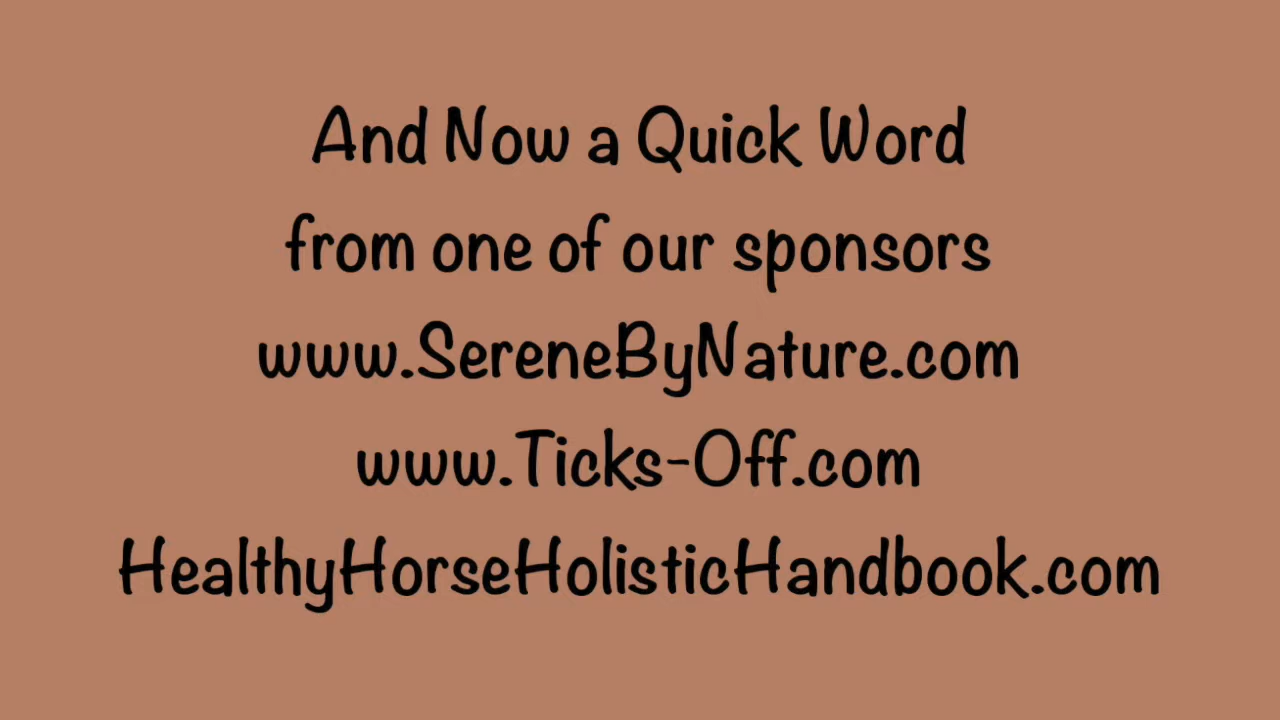 And Now a Quick Word
from one of our sponsors
www.SereneByNature.com
www.Ticks-Off.com
HealthyHorseHolisticHandbook.com